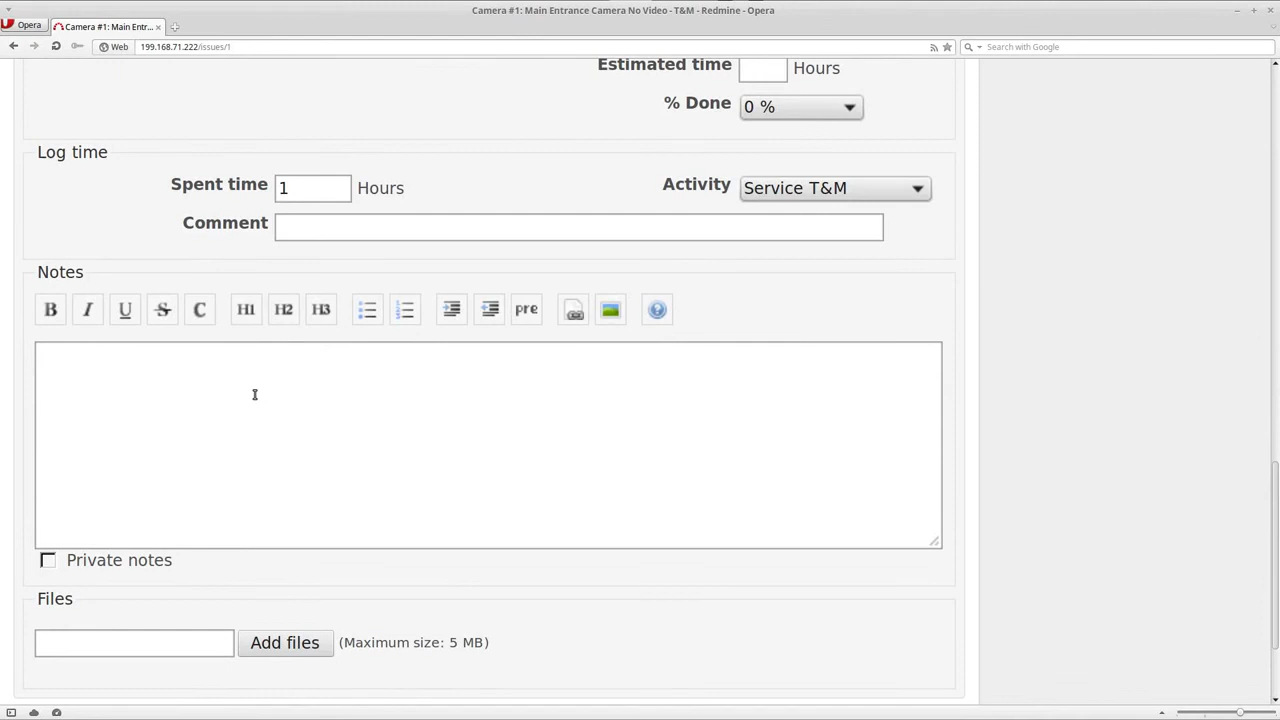 Camera #1: Main Entrance Camera No Video - T&M - Redmine - Opera
Opera
Camera #1: Main Entr...
Web
199.168.71.222/issues/1
Search with Google
Estimated time
Hours
% Done
0 %
Log time
Spent time
1
Hours
Activity
Service T&M
Comment
Notes
B
I
U
S
C
H1
H2
H3
pre
?
Private notes
Files
Add files
(Maximum size: 5 MB)